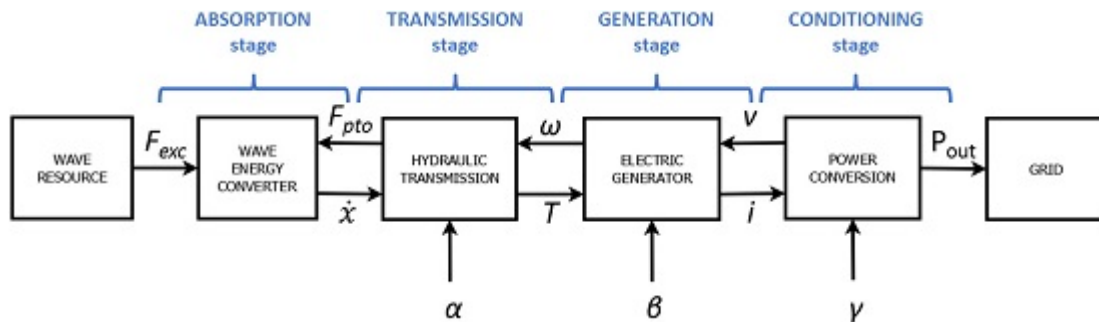 ABSORPTION
stage
TRANSMISSION
stage
GENERATION
stage
CONDITIONING
stage
WAVE
RESOURCE
F_exc
WAVE
ENERGY
CONVERTER
F_pto
ẋ
HYDRAULIC
TRANSMISSION
ω
T
ELECTRIC
GENERATOR
v
i
POWER
CONVERSION
P_out
GRID
α
β
γ